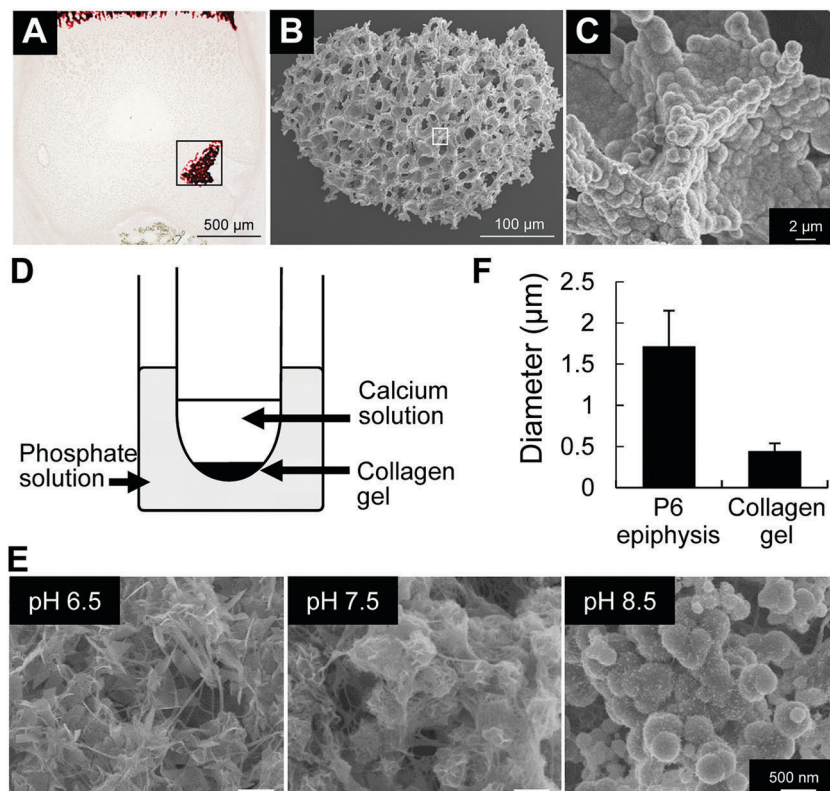 A
500 µm
B
100 µm
C
2 µm
D
Calcium
solution
Phosphate
solution
Collagen
gel
F
Diameter (µm)
2.5
2
1.5
1
0.5
0
P6
epiphysis
Collagen
gel
E
pH 6.5
pH 7.5
pH 8.5
500 nm